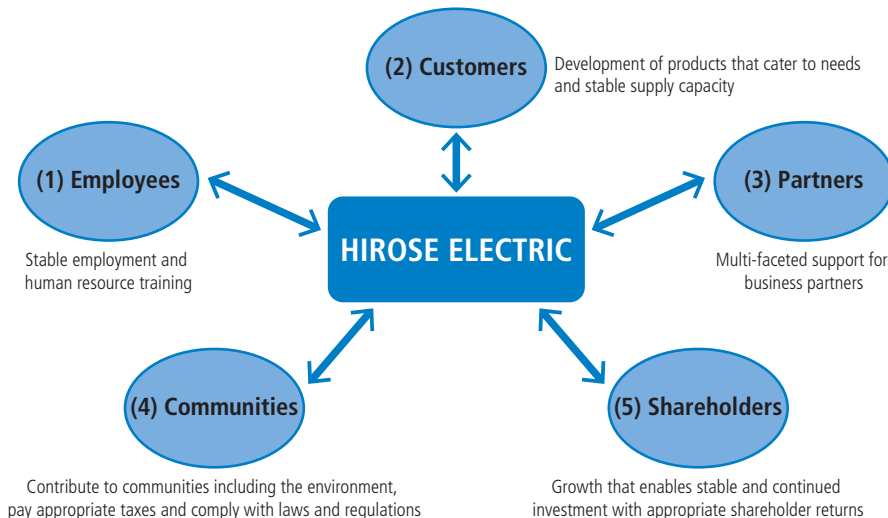 (2) Customers
Development of products that cater to needs
and stable supply capacity
(1) Employees
Stable employment and
human resource training
HIROSE ELECTRIC
(3) Partners
Multi-faceted support for
business partners
(4) Communities
Contribute to communities including the environment,
pay appropriate taxes and comply with laws and regulations
(5) Shareholders
Growth that enables stable and continued
investment with appropriate shareholder returns